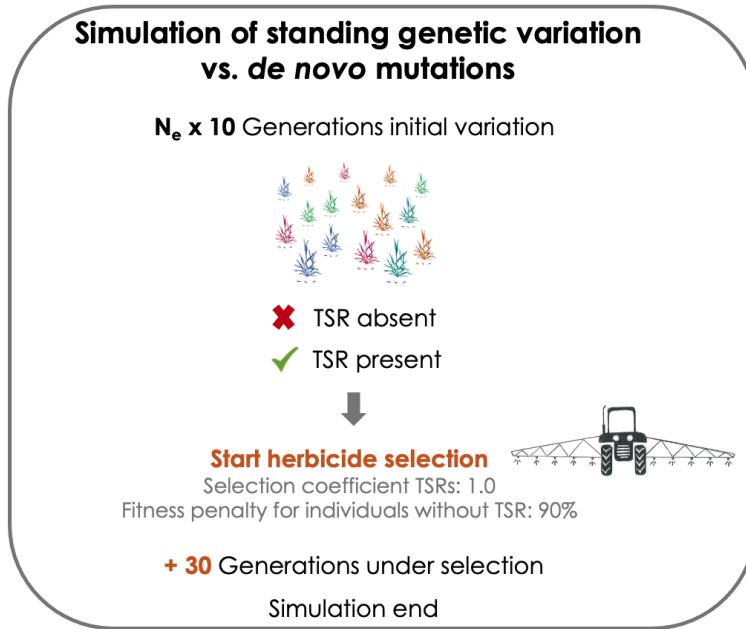 Simulation of standing genetic variation
vs. de novo mutations
Ne x 10 Generations initial variation
✖ TSR absent
✓ TSR present
Start herbicide selection
Selection coefficient TSRs: 1.0
Fitness penalty for individuals without TSR: 90%
+ 30 Generations under selection
Simulation end